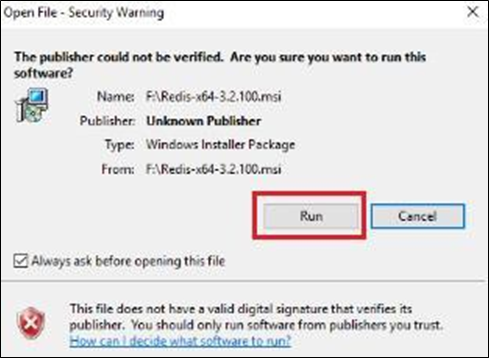 Open File - Security Warning
The publisher could not be verified. Are you sure you want to run this
software?
Name: F:\Redis-x64-3.2.100.msi
Publisher: Unknown Publisher
Type: Windows Installer Package
From: F:\Redis-x64-3.2.100.msi
Run Cancel
Always ask before opening this file
This file does not have a valid digital signature that verifies its
publisher. You should only run software from publishers you trust.
How can I decide what software to run?